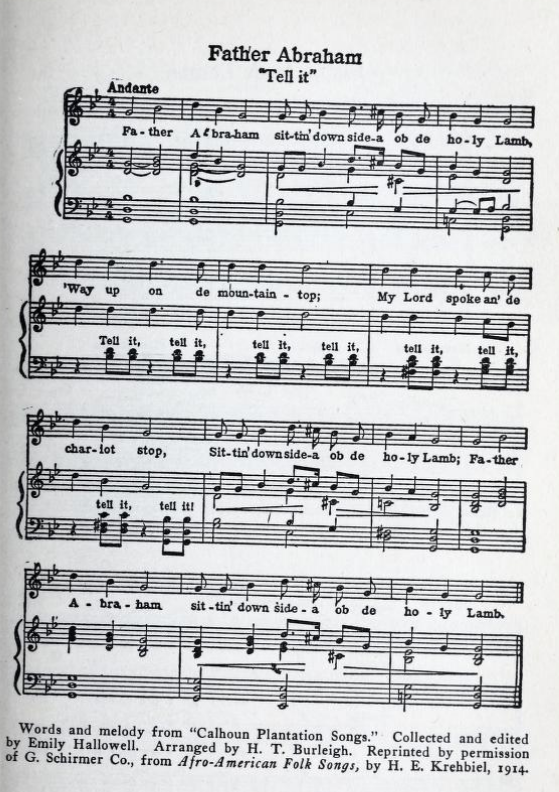 Father Abraham
"Tell it"
Andante
Fa - ther Abra-ham sit-tin' down side-a ob de ho - ly Lamb,
'Way up on de moun-tain - top; My Lord spoke an' de
Tell it, tell it, tell it, tell it, tell it, tell it,
char-iot stop, Sit-tin' down side-a ob de ho-ly Lamb; Fa-ther
tell it, tell it!
A - bra - ham sit-tin' down side - a ob de ho - ly Lamb.
Words and melody from "Calhoun Plantation Songs." Collected and edited
by Emily Hallowell. Arranged by H. T. Burleigh. Reprinted by permission
of G. Schirmer Co., from Afro-American Folk Songs, by H. E. Krehbiel, 1914.